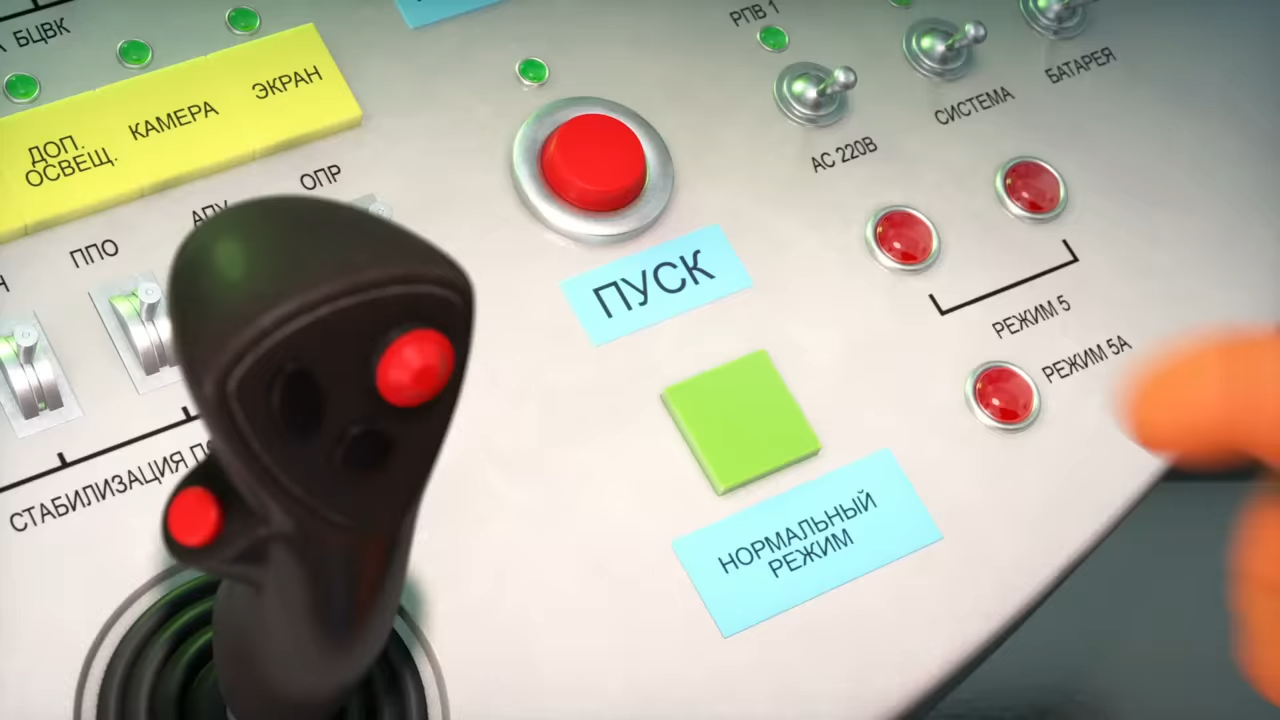 БЦВК
РПВ 1
ЭКРАН
КАМЕРА
ДОП.
ОСВЕЩ.
БАТАРЕЯ
СИСТЕМА
АС 220В
ОПР
АПУ
ППО
ПУСК
РЕЖИМ 5
РЕЖИМ 5А
СТАБИЛИЗАЦИЯ
НОРМАЛЬНЫЙ
РЕЖИМ